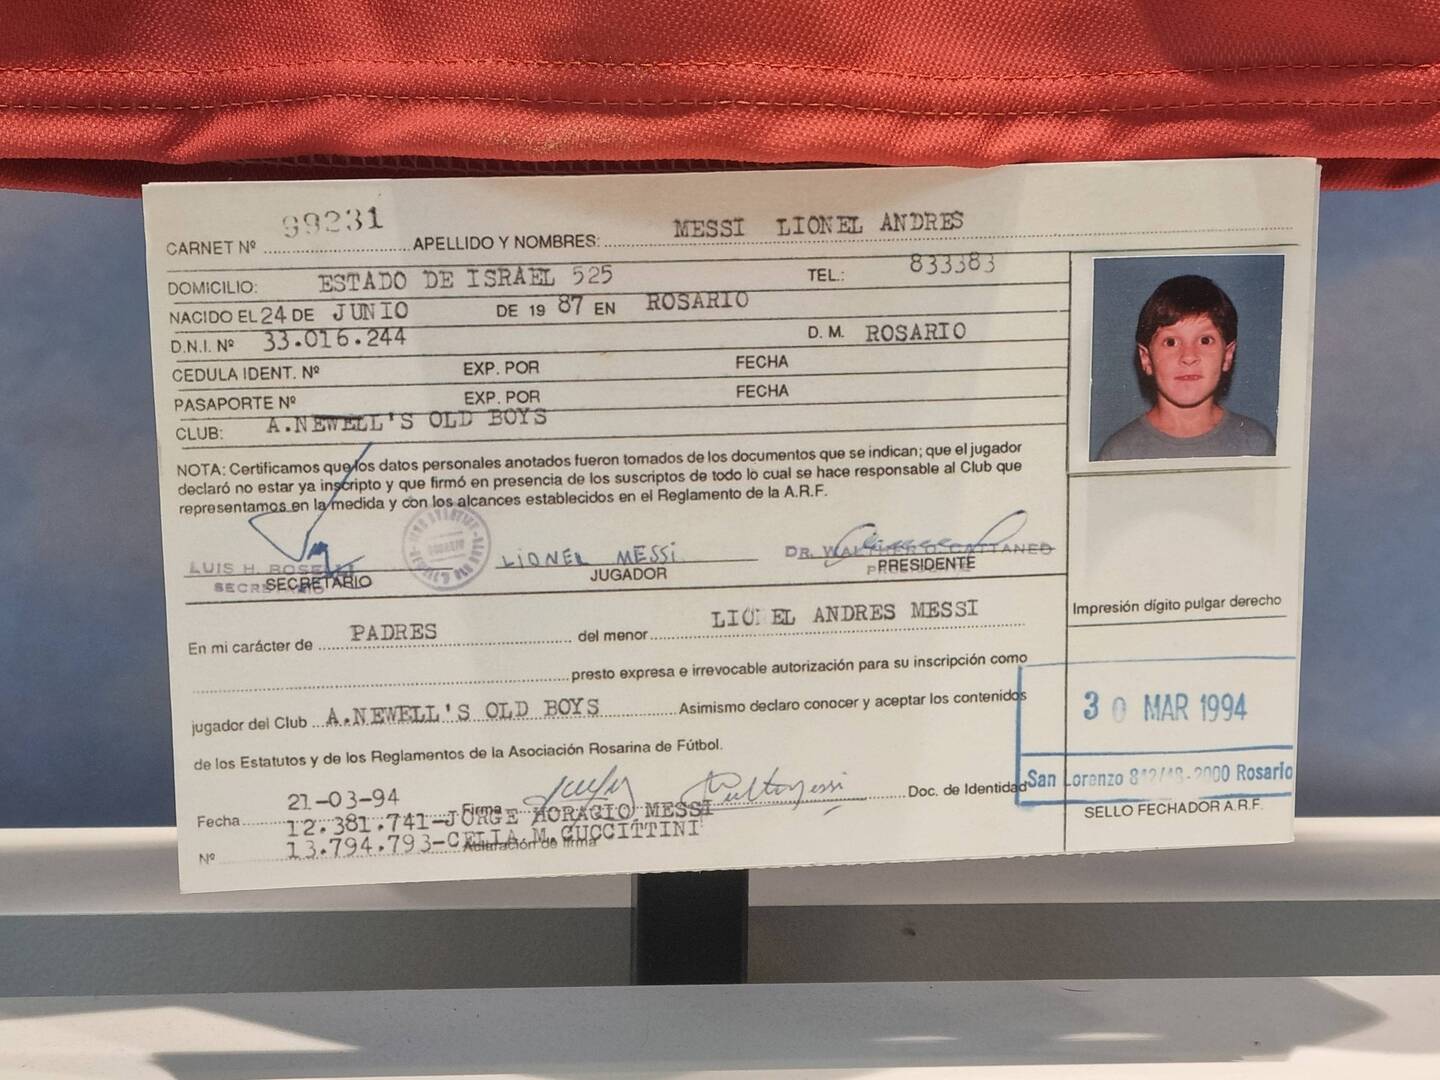 CARNET Nº 99231 APELLIDO Y NOMBRES: MESSI LIONEL ANDRES
DOMICILIO: ESTADO DE ISRAEL 525 TEL.: 833383
NACIDO EL 24 DE JUNIO DE 19 87 EN ROSARIO
D.N.I. Nº 33.016.244 D. M. ROSARIO
CEDULA IDENT. Nº EXP. POR FECHA
PASAPORTE Nº EXP. POR FECHA
CLUB: A.NEWELL'S OLD BOYS
NOTA: Certificamos que los datos personales anotados fueron tomados de los documentos que se indican; que el jugador
declaró no estar ya inscripto y que firmó en presencia de los suscriptos de todo lo cual se hace responsable al Club que
representamos en la medida y con los alcances establecidos en el Reglamento de la A.R.F.
LIONEL MESSI
LUIS H. DR. CATTANEO
SECRETARIO JUGADOR PRESIDENTE
Impresión dígito pulgar derecho
En mi carácter de PADRES del menor LIONEL ANDRES MESSI
presto expresa e irrevocable autorización para su inscripción como
jugador del Club A.NEWELL'S OLD BOYS Asimismo declaro conocer y aceptar los contenidos
de los Estatutos y de los Reglamentos de la Asociación Rosarina de Fútbol.
30 MAR 1994
San Lorenzo Rosario
SELLO FECHADOR A.R.F.
Fecha 21-03-94 Firma Doc. de Identidad
12.381.741-JORGE HORACIO MESSI
Nº 13.794.793-CELIA M. CUCCITTINI
Aclaración de firma